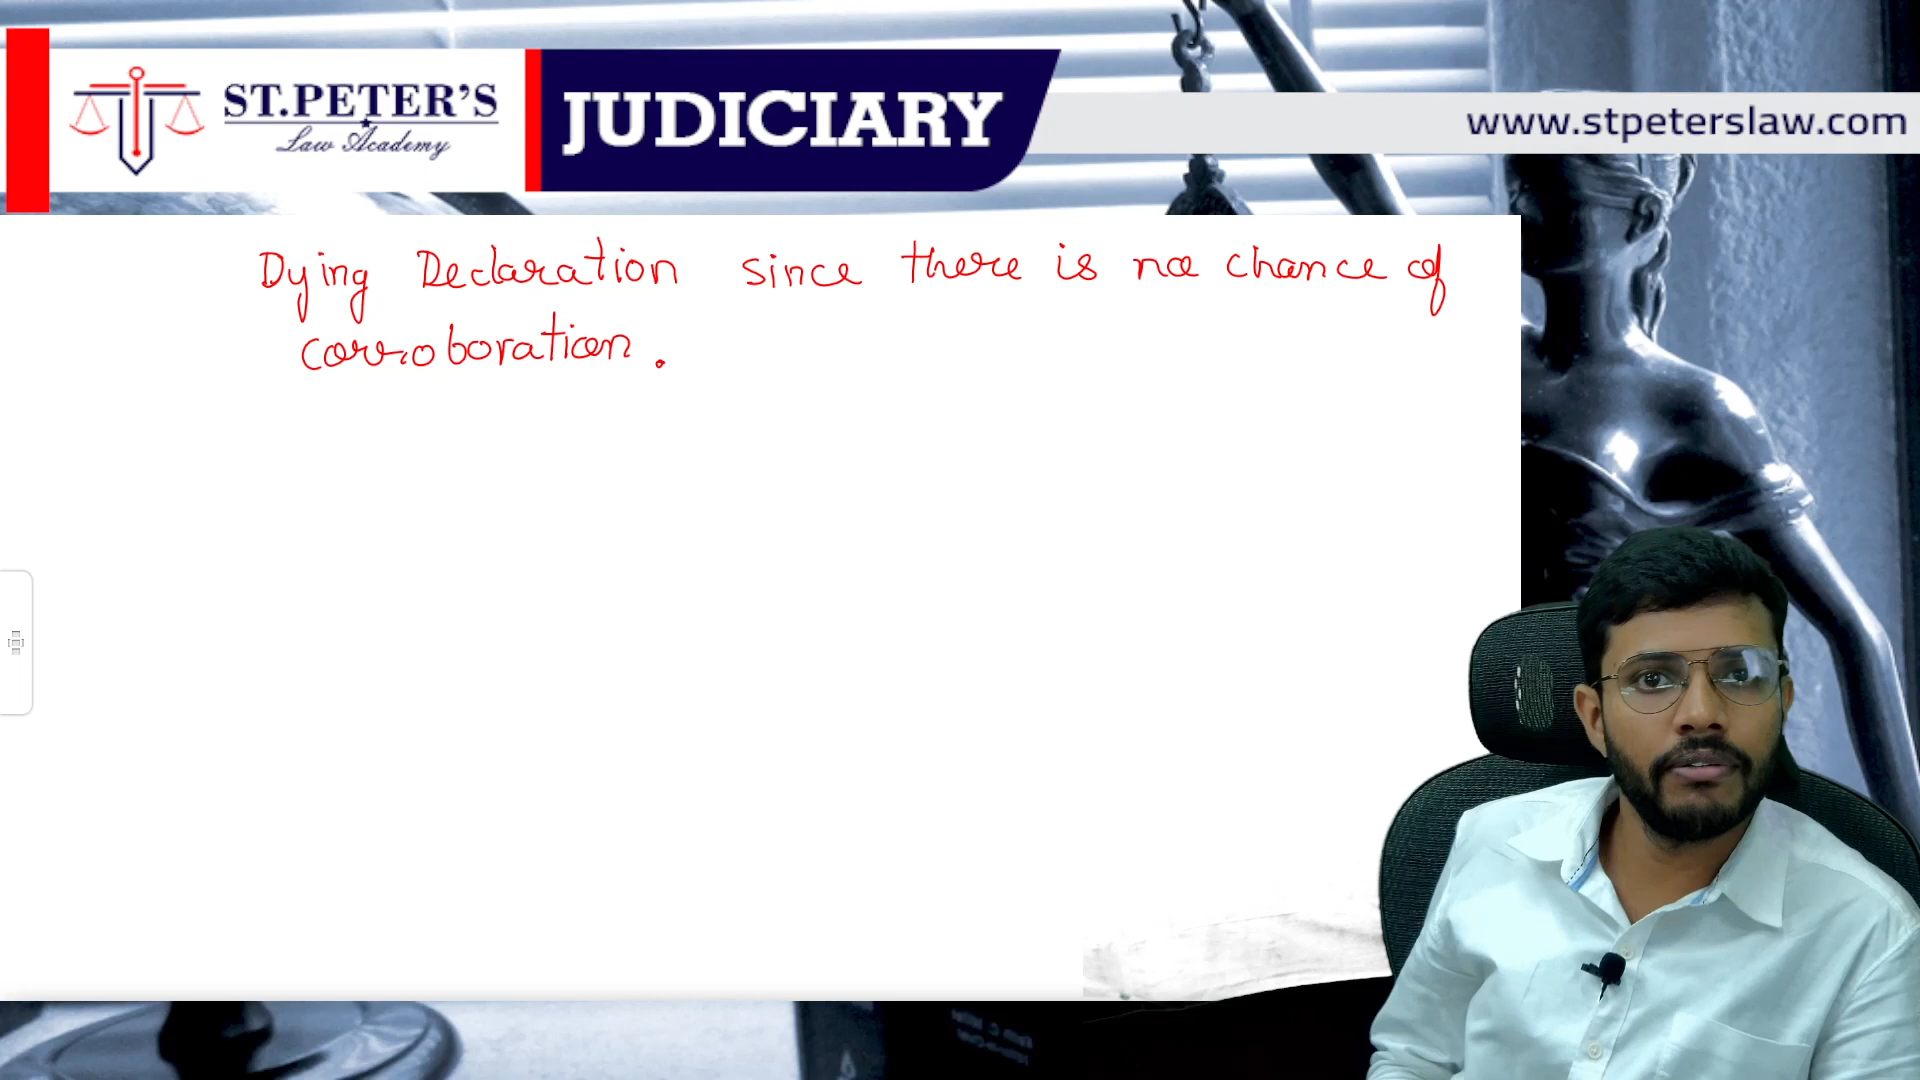 ST.PETER'S
Law Academy
JUDICIARY
www.stpeterslaw.com
Dying Declaration since there is no chance of
corroboration.